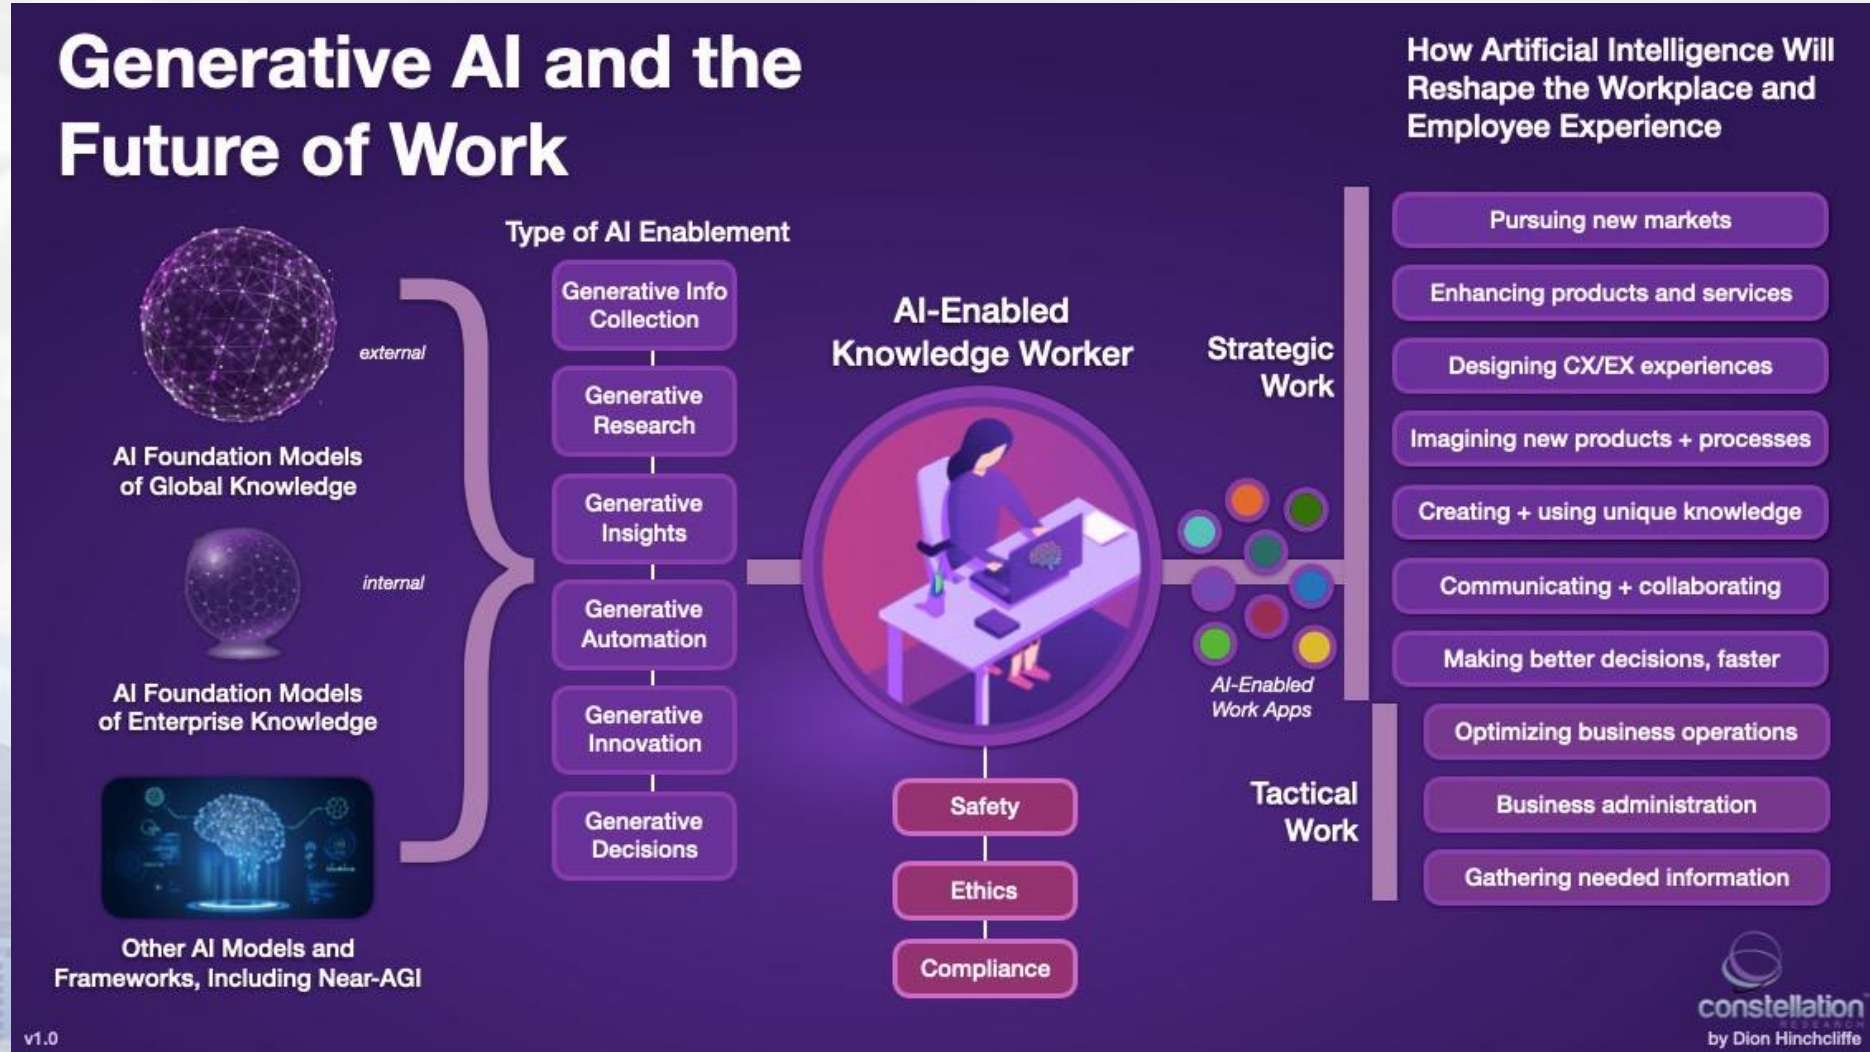 Generative AI and the
Future of Work
How Artificial Intelligence Will
Reshape the Workplace and
Employee Experience
external
AI Foundation Models
of Global Knowledge
internal
AI Foundation Models
of Enterprise Knowledge
Other AI Models and
Frameworks, Including Near-AGI
Type of AI Enablement
Generative Info
Collection
Generative
Research
Generative
Insights
Generative
Automation
Generative
Innovation
Generative
Decisions
AI-Enabled
Knowledge Worker
Safety
Ethics
Compliance
AI-Enabled
Work Apps
Strategic
Work
Pursuing new markets
Enhancing products and services
Designing CX/EX experiences
Imagining new products + processes
Creating + using unique knowledge
Communicating + collaborating
Making better decisions, faster
Tactical
Work
Optimizing business operations
Business administration
Gathering needed information
constellation™
RESEARCH
by Dion Hinchcliffe
v1.0